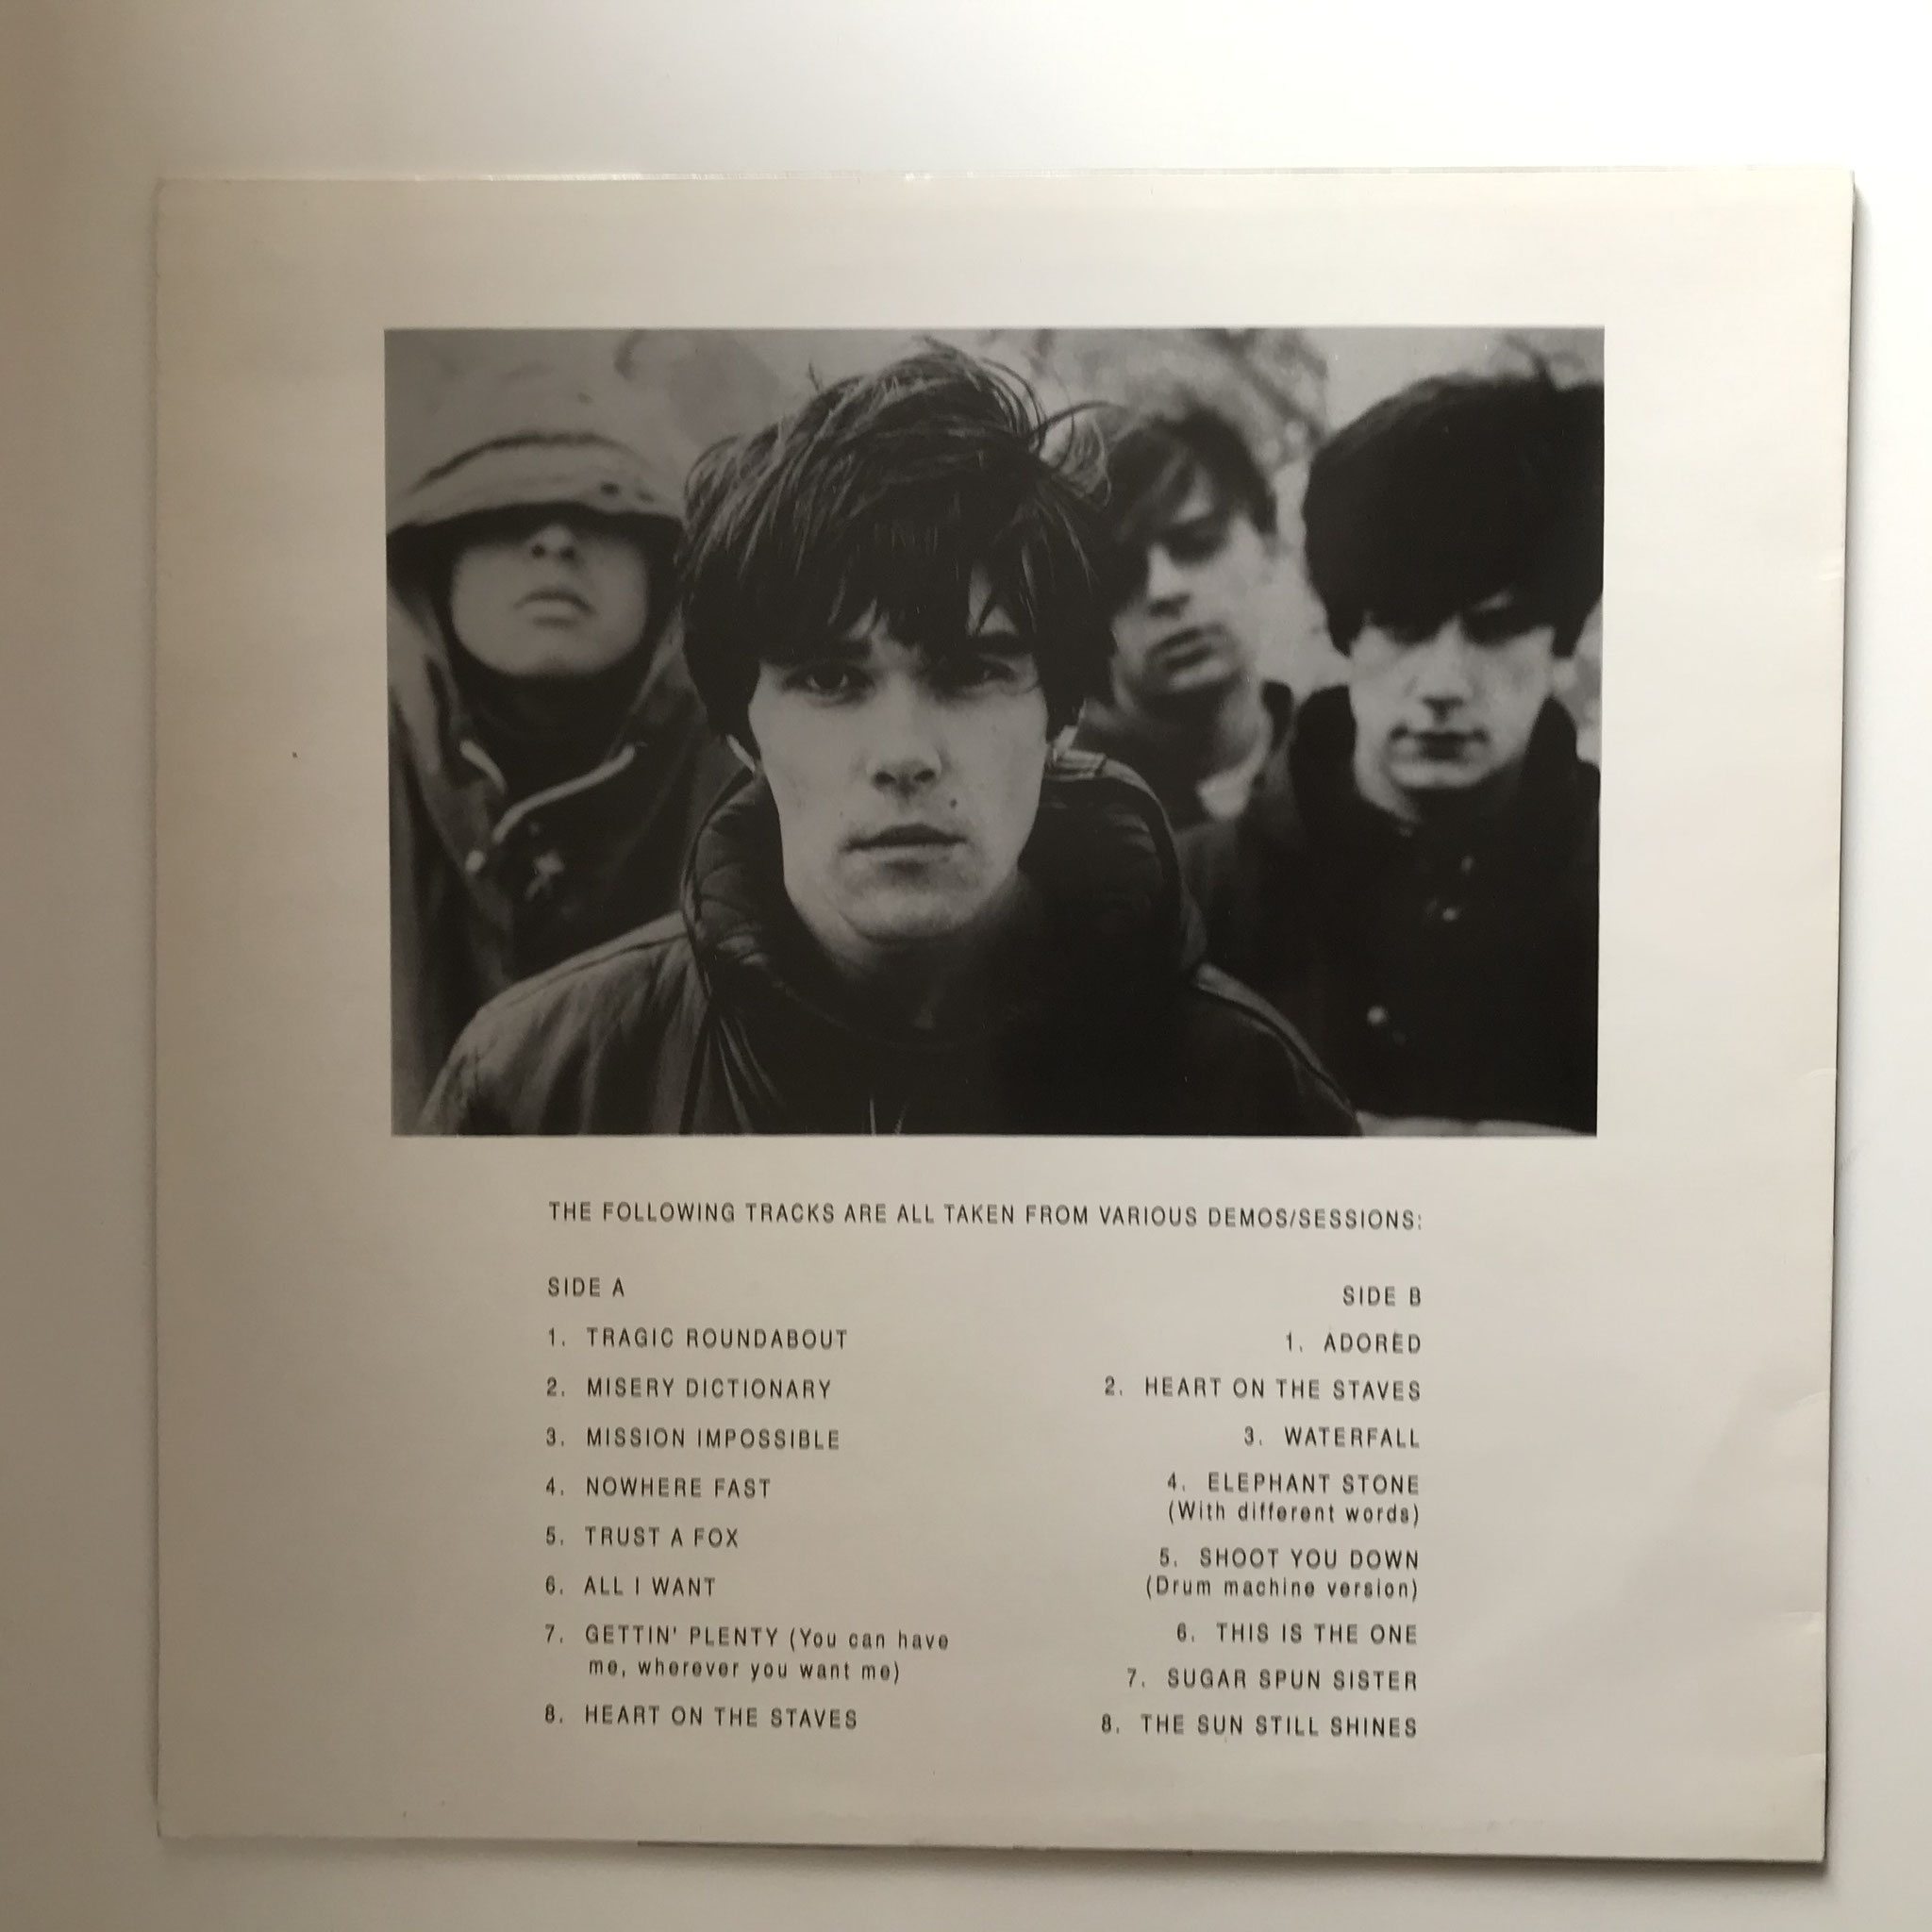 THE FOLLOWING TRACKS ARE ALL TAKEN FROM VARIOUS DEMOS/SESSIONS:
SIDE A
1. TRAGIC ROUNDABOUT
2. MISERY DICTIONARY
3. MISSION IMPOSSIBLE
4. NOWHERE FAST
5. TRUST A FOX
6. ALL I WANT
7. GETTIN' PLENTY (You can have
me, wherever you want me)
8. HEART ON THE STAVES
SIDE B
1. ADORED
2. HEART ON THE STAVES
3. WATERFALL
4. ELEPHANT STONE
(With different words)
5. SHOOT YOU DOWN
(Drum machine version)
6. THIS IS THE ONE
7. SUGAR SPUN SISTER
8. THE SUN STILL SHINES